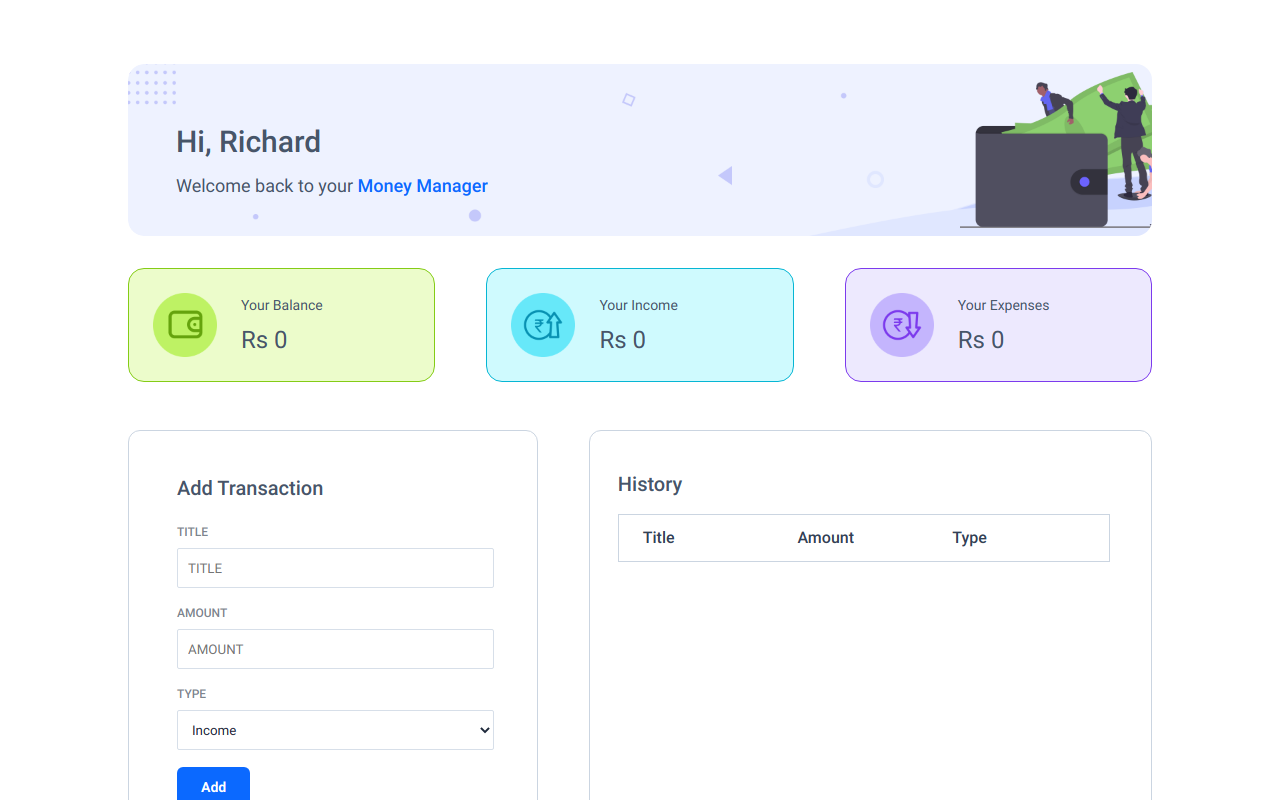 Hi, Richard
Welcome back to your Money Manager
Your Balance
Rs 0
Your Income
Rs 0
Your Expenses
Rs 0
Add Transaction
TITLE
TITLE
AMOUNT
AMOUNT
TYPE
Income
Add
History
Title Amount Type